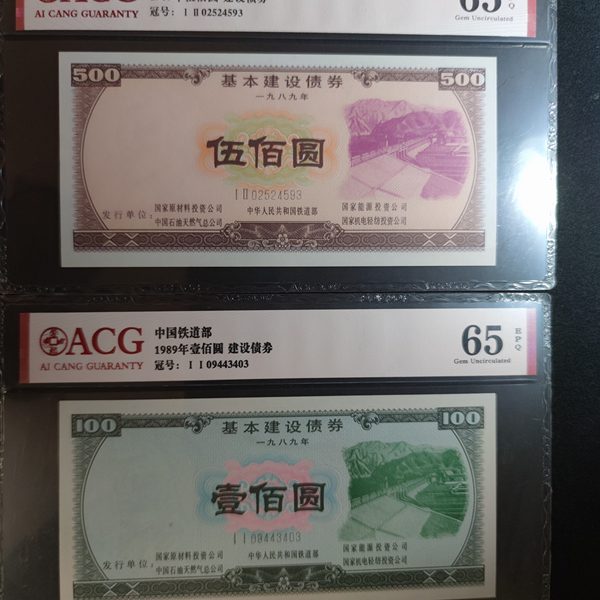 ACG
AI CANG GUARANTY
冠号: I II 02524593
65
EPQ
Gem Uncirculated
500
基本建设债券
500
一九八九年
伍佰圆
I II 02524593
发行单位:
国家原材料投资公司
中国石油天然气总公司
中华人民共和国铁道部
国家能源投资公司
国家机电轻纺投资公司
ACG
AI CANG GUARANTY
中国铁道部
1989年壹佰圆 建设债券
冠号: I I 09443403
65
EPQ
Gem Uncirculated
100
基本建设债券
100
一九八九年
壹佰圆
I I 09443403
发行单位:
国家原材料投资公司
中国石油天然气总公司
中华人民共和国铁道部
国家能源投资公司
国家机电轻纺投资公司